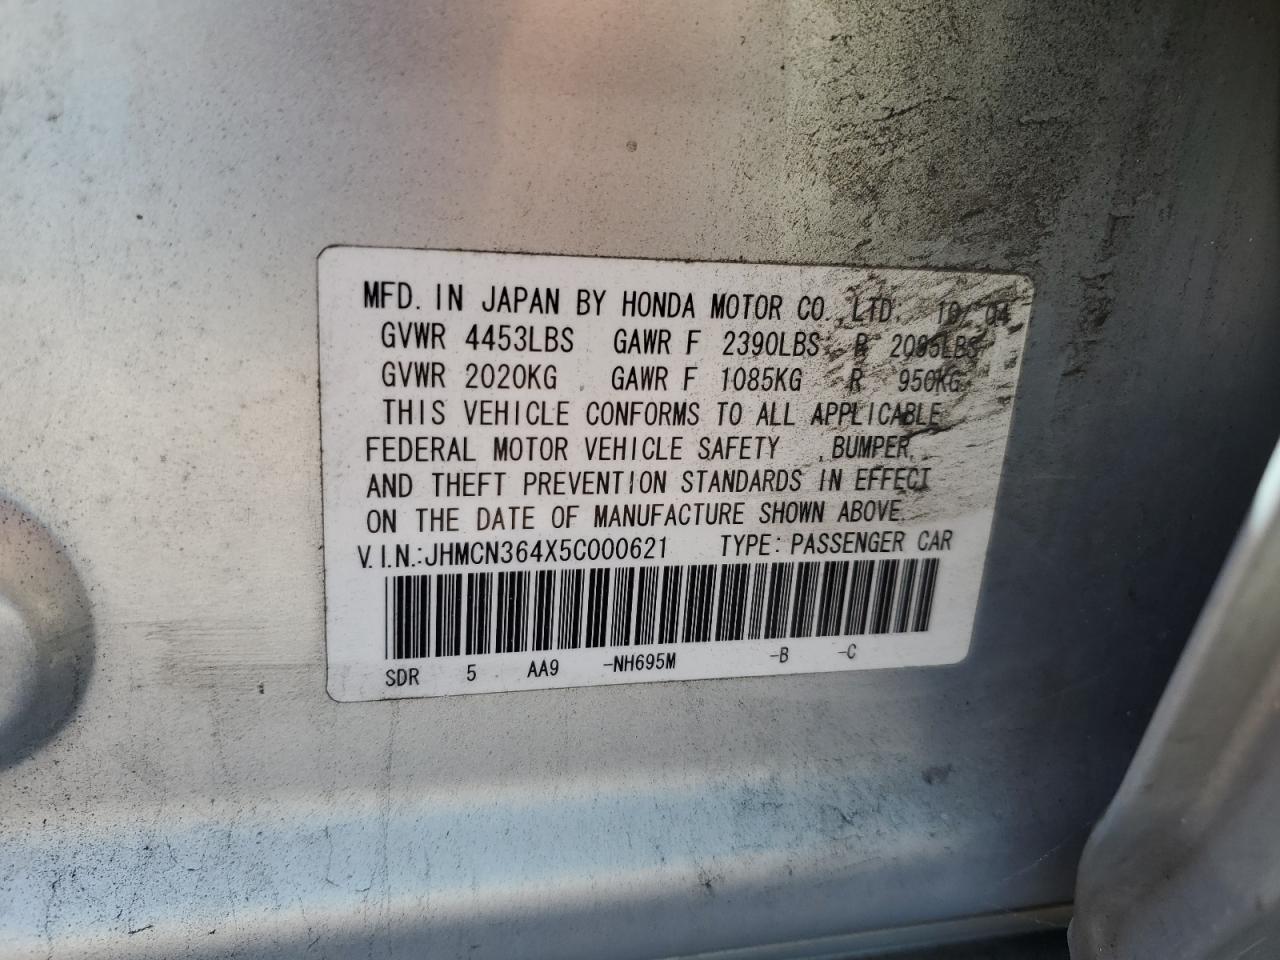 MFD. IN JAPAN BY HONDA MOTOR CO., LTD. 10/04
GVWR 4453LBS GAWR F 2390LBS R 2095LBS
GVWR 2020KG GAWR F 1085KG R 950KG
THIS VEHICLE CONFORMS TO ALL APPLICABLE
FEDERAL MOTOR VEHICLE SAFETY , BUMPER,
AND THEFT PREVENTION STANDARDS IN EFFECT
ON THE DATE OF MANUFACTURE SHOWN ABOVE.
V.I.N.:JHMCN364X5C000621 TYPE: PASSENGER CAR
SDR 5 AA9 -NH695M -B -C